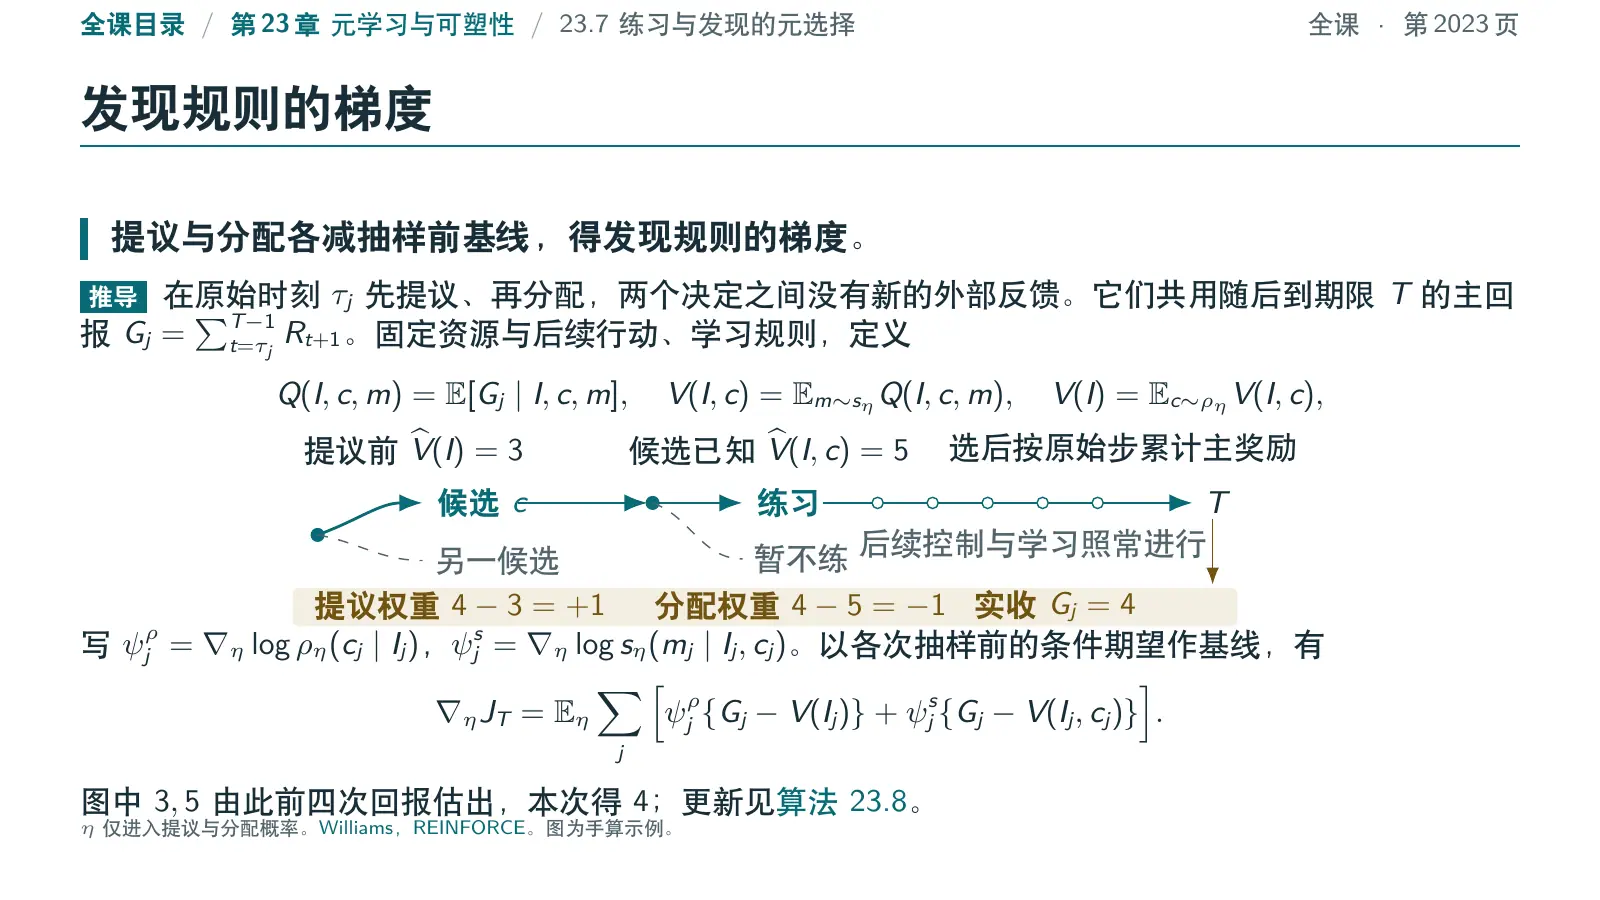 全课目录 / 第 23 章 元学习与可塑性 / 23.7 练习与发现的元选择
全课 · 第 2023 页
发现规则的梯度
提议与分配各减抽样前基线，得发现规则的梯度。
推导 在原始时刻 τ_j 先提议、再分配，两个决定之间没有新的外部反馈。它们共用随后到期限 T 的主回
报 G_j = ∑_{t=τ_j}^{T−1} R_{t+1}。固定资源与后续行动、学习规则，定义
Q(I, c, m) = 𝔼[G_j | I, c, m], V(I, c) = 𝔼_{m∼s_η} Q(I, c, m), V(I) = 𝔼_{c∼ρ_η} V(I, c),
提议前 V̂(I) = 3 候选已知 V̂(I, c) = 5 选后按原始步累计主奖励
候选 c 练习 T
另一候选 暂不练 后续控制与学习照常进行
提议权重 4 − 3 = +1 分配权重 4 − 5 = −1 实收 G_j = 4
写 ψ_j^ρ = ∇_η log ρ_η(c_j | I_j)，ψ_j^s = ∇_η log s_η(m_j | I_j, c_j)。以各次抽样前的条件期望作基线，有
∇_η J_T = 𝔼_η ∑_j [ψ_j^ρ{G_j − V(I_j)} + ψ_j^s{G_j − V(I_j, c_j)}].
图中 3, 5 由此前四次回报估出，本次得 4；更新见算法 23.8。
η 仅进入提议与分配概率。Williams，REINFORCE。图为手算示例。